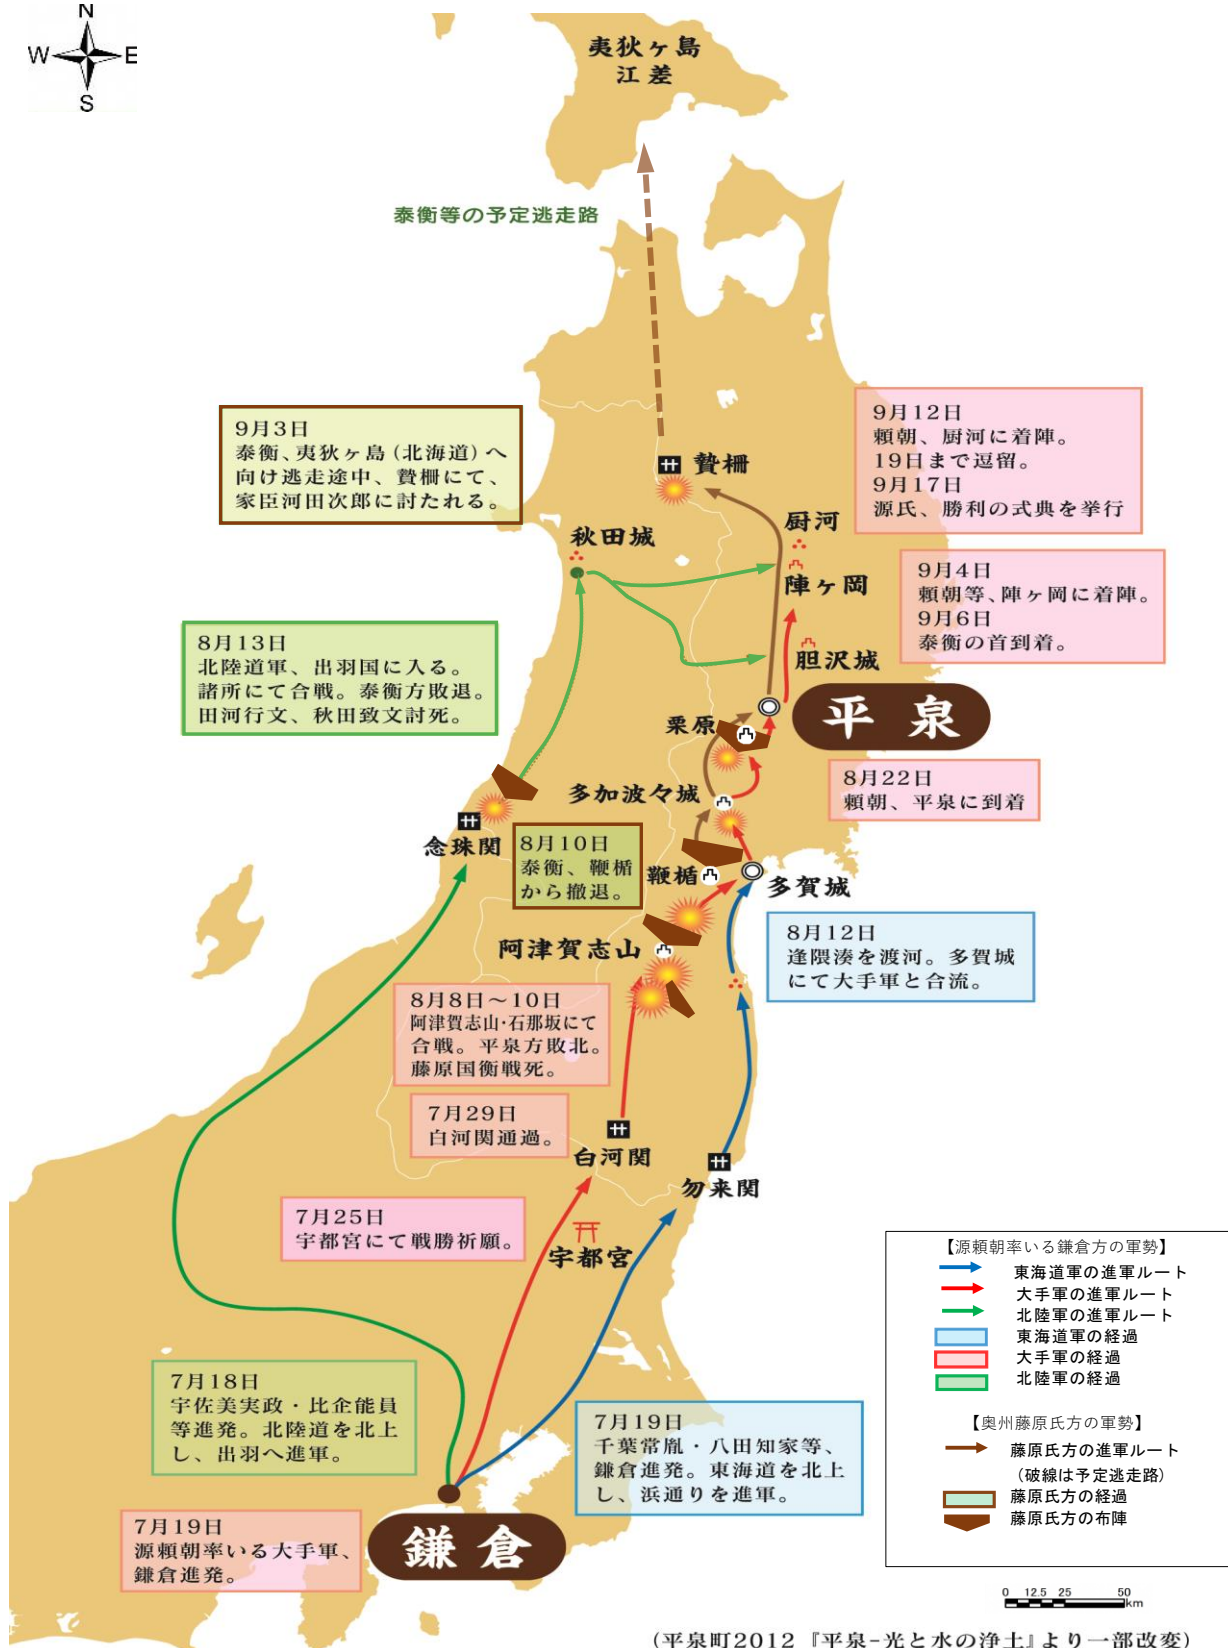 N
W E
S
夷狄ヶ島
江差
泰衡等の予定逃走路
9月3日
泰衡、夷狄ヶ島(北海道)へ
向け逃走途中、贄柵にて、
家臣河田次郎に討たれる。
贄柵
9月12日
頼朝、厨河に着陣。
19日まで逗留。
9月17日
源氏、勝利の式典を挙行
秋田城
厨河
陣ヶ岡
9月4日
頼朝等、陣ヶ岡に着陣。
9月6日
泰衡の首到着。
8月13日
北陸道軍、出羽国に入る。
諸所にて合戦。泰衡方敗退。
田河行文、秋田致文討死。
胆沢城
平泉
栗原
8月22日
頼朝、平泉に到着
多加波々城
念珠関
8月10日
泰衡、鞭楯
から撤退。
鞭楯
多賀城
8月12日
逢隈湊を渡河。多賀城
にて大手軍と合流。
阿津賀志山
8月8日〜10日
阿津賀志山・石那坂にて
合戦。平泉方敗北。
藤原国衡戦死。
7月29日
白河関通過。
白河関
勿来関
7月25日
宇都宮にて戦勝祈願。
宇都宮
7月18日
宇佐美実政・比企能員
等進発。北陸道を北上
し、出羽へ進軍。
7月19日
千葉常胤・八田知家等、
鎌倉進発。東海道を北上
し、浜通りを進軍。
7月19日
源頼朝率いる大手軍、
鎌倉進発。
鎌倉
【源頼朝率いる鎌倉方の軍勢】
東海道軍の進軍ルート
大手軍の進軍ルート
北陸軍の進軍ルート
東海道軍の経過
大手軍の経過
北陸軍の経過
【奥州藤原氏方の軍勢】
藤原氏方の進軍ルート
(破線は予定逃走路)
藤原氏方の経過
藤原氏方の布陣
0 12.5 25 50
km
(平泉町2012『平泉-光と水の浄土』より一部改変)